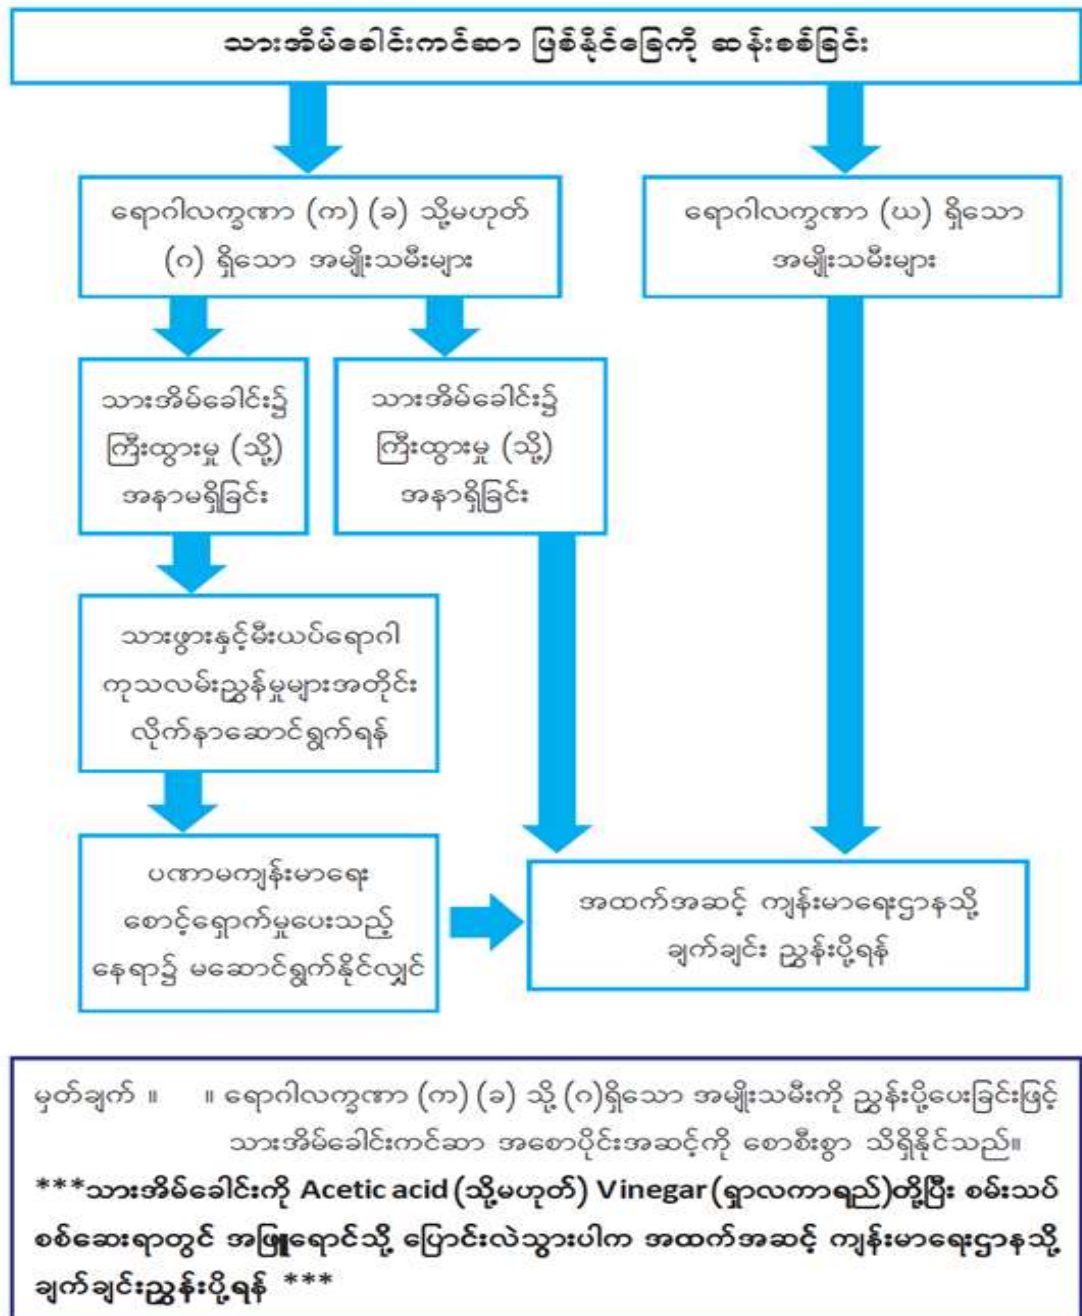 သားအိမ်ခေါင်းကင်ဆာ ဖြစ်နိုင်ခြေကို ဆန်းစစ်ခြင်း
ရောဂါလက္ခဏာ (က) (ခ) သို့မဟုတ်
(ဂ) ရှိသော အမျိုးသမီးများ
ရောဂါလက္ခဏာ (ဃ) ရှိသော
အမျိုးသမီးများ
သားအိမ်ခေါင်း၌
ကြီးထွားမှု (သို့)
အနာမရှိခြင်း
သားအိမ်ခေါင်း၌
ကြီးထွားမှု (သို့)
အနာရှိခြင်း
သားဖွားနှင့်မီးယပ်ရောဂါ
ကုသလမ်းညွှန်မှုများအတိုင်း
လိုက်နာဆောင်ရွက်ရန်
ပဏာမကျန်းမာရေး
စောင့်ရှောက်မှုပေးသည့်
နေရာ၌ မဆောင်ရွက်နိုင်လျှင်
အထက်အဆင့် ကျန်းမာရေးဌာနသို့
ချက်ချင်း ညွှန်းပို့ရန်
မှတ်ချက် ။ ။ ရောဂါလက္ခဏာ (က) (ခ) သို့ (ဂ)ရှိသော အမျိုးသမီးကို ညွှန်းပို့ပေးခြင်းဖြင့်
သားအိမ်ခေါင်းကင်ဆာ အစောပိုင်းအဆင့်ကို စောစီးစွာ သိရှိနိုင်သည်။
***သားအိမ်ခေါင်းကို Acetic acid (သို့မဟုတ်) Vinegar (ရှာလကာရည်)တို့ပြီး စမ်းသပ်
စစ်ဆေးရာတွင် အဖြူရောင်သို့ ပြောင်းလဲသွားပါက အထက်အဆင့် ကျန်းမာရေးဌာနသို့
ချက်ချင်းညွှန်းပို့ရန် ***